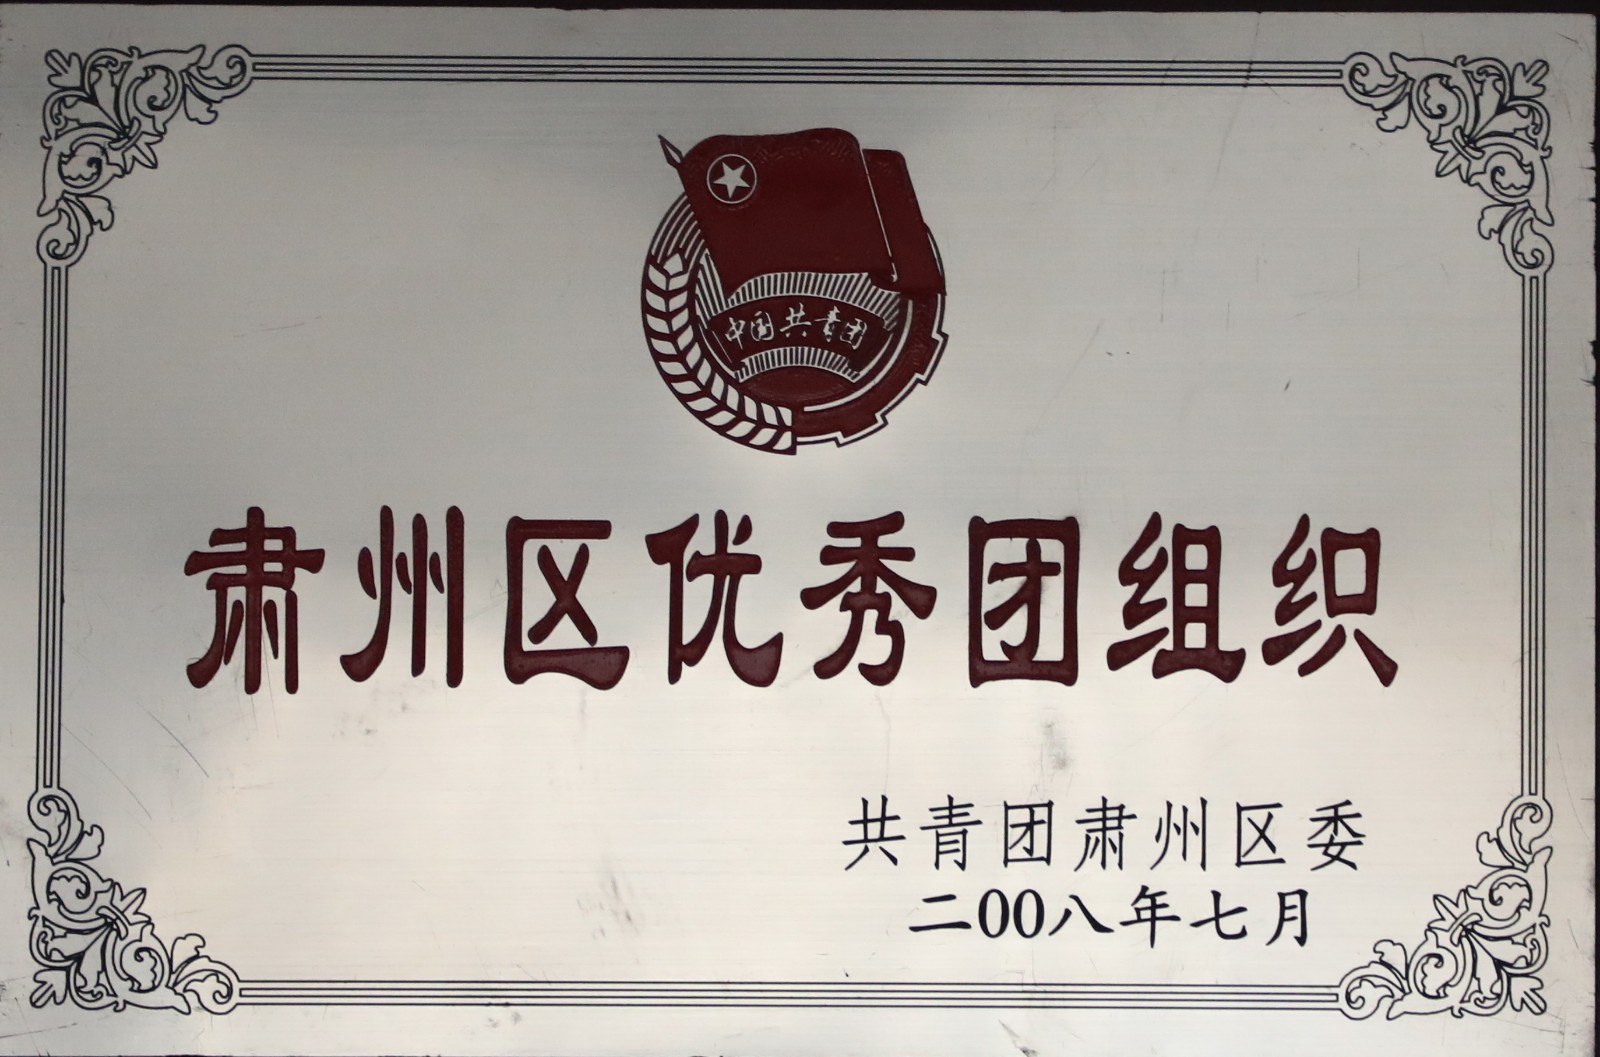 中国共青团
肃州区优秀团组织
共青团肃州区委
二00八年七月